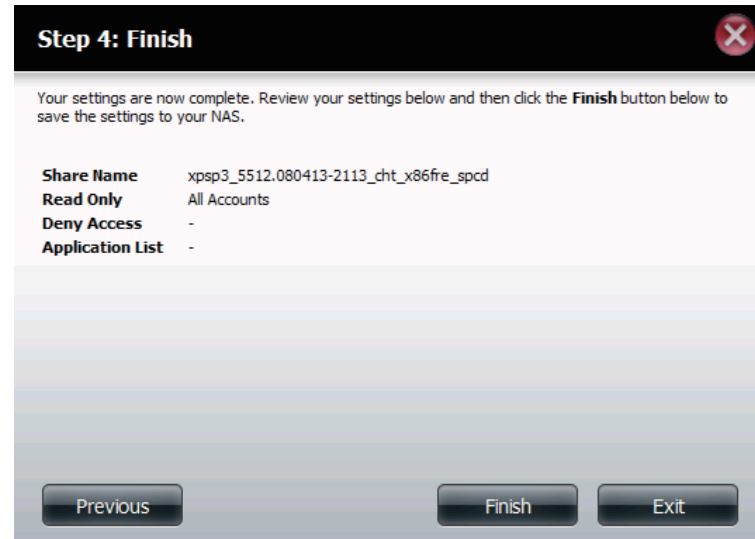 Step 4: Finish
Your settings are now complete. Review your settings below and then click the Finish button below to
save the settings to your NAS.
Share Name xpsp3_5512.080413-2113_cht_x86fre_spcd
Read Only All Accounts
Deny Access -
Application List -
Previous Finish Exit